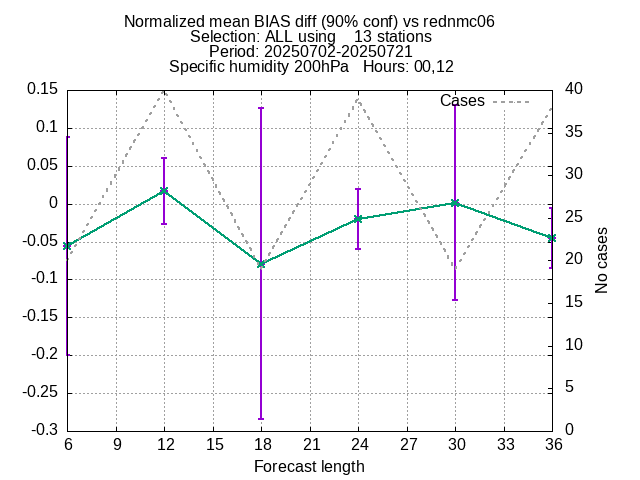 Normalized mean BIAS diff (90% conf) vs rednmc06
Selection: ALL using    13 stations
Period: 20250702-20250721
Specific humidity 200hPa   Hours: 00,12
Cases
0.15
0.1
0.05
0
-0.05
-0.1
-0.15
-0.2
-0.25
-0.3
40
35
30
25
20
15
10
5
0
No cases
6 9 12 15 18 21 24 27 30 33 36
Forecast length